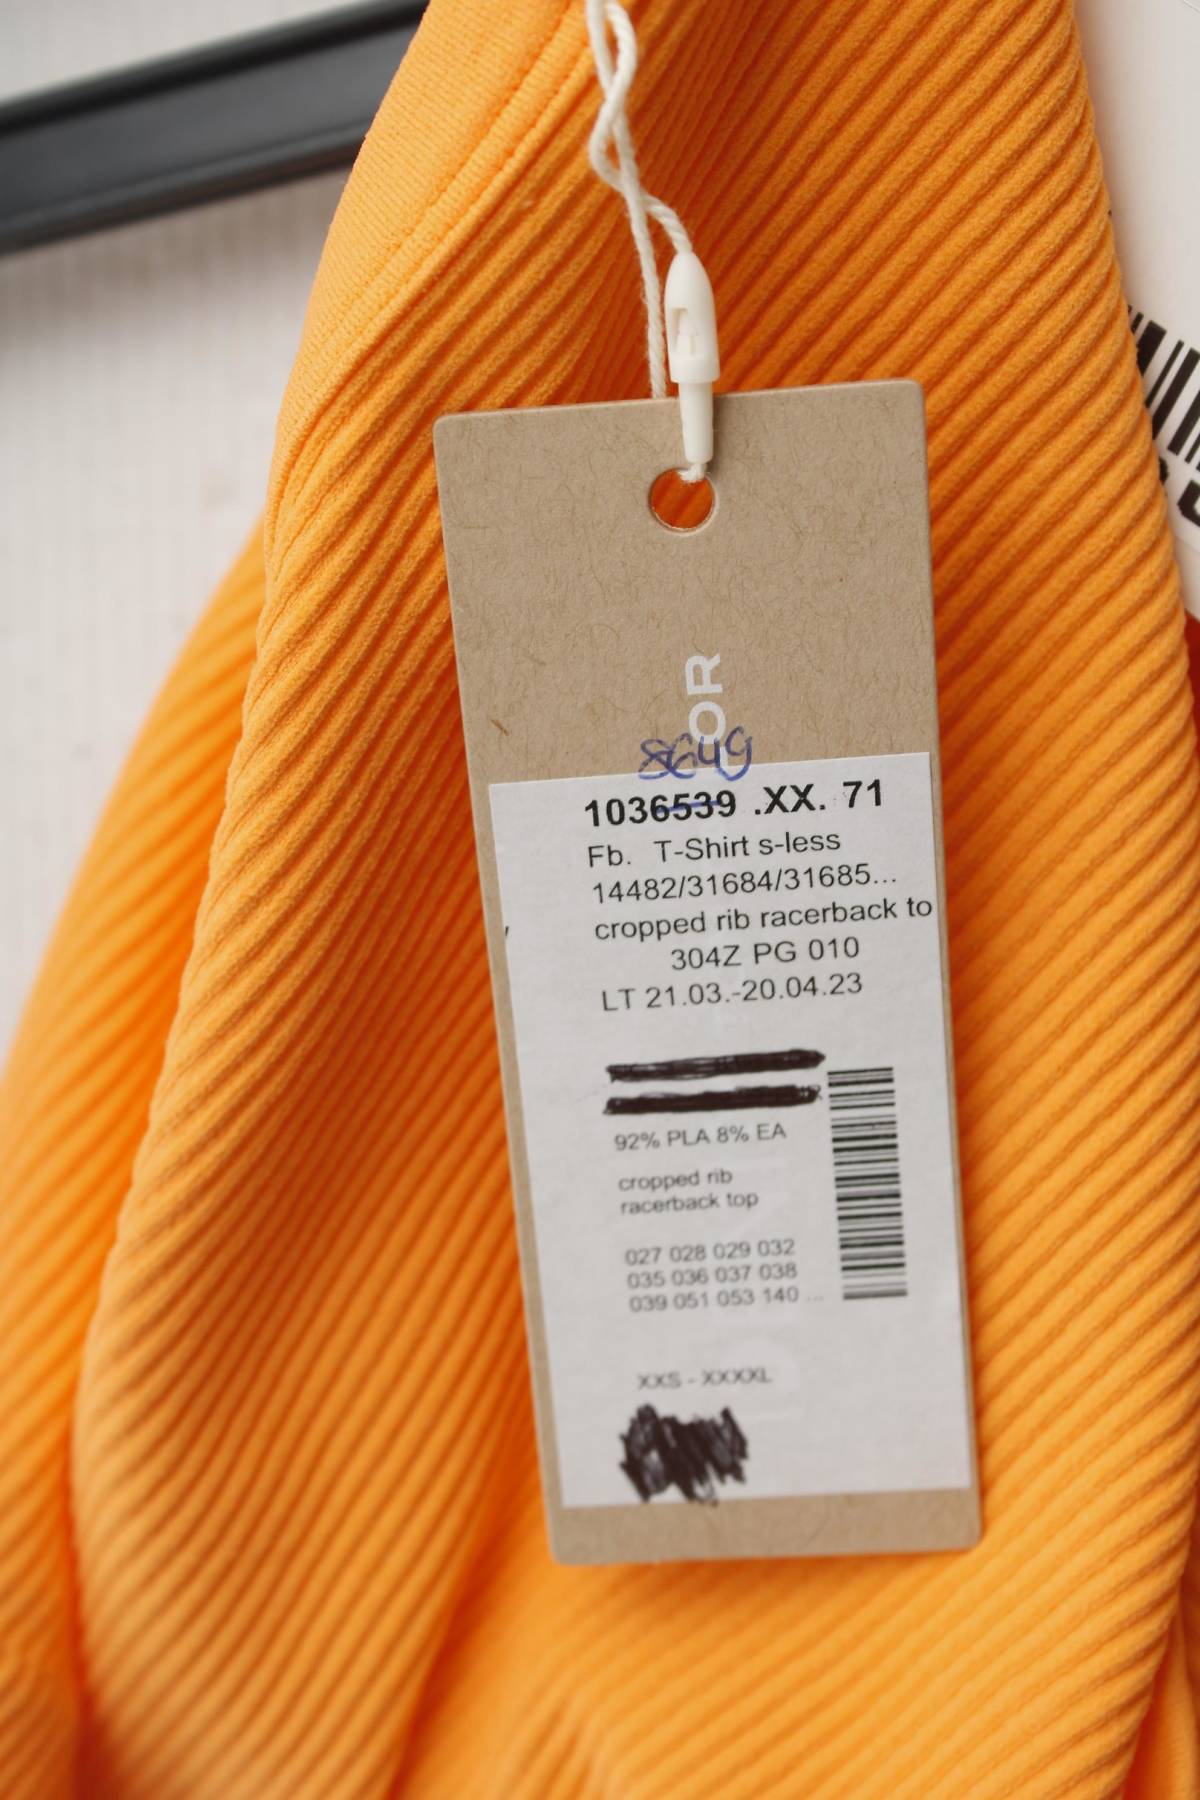 OR
8649
1036539 .XX. 71
Fb. T-Shirt s-less
14482/31684/31685...
cropped rib racerback to
304Z PG 010
LT 21.03.-20.04.23
92% PLA 8% EA
cropped rib
racerback top
027 028 029 032
035 036 037 038
039 051 053 140 ...
XXS - XXXXL